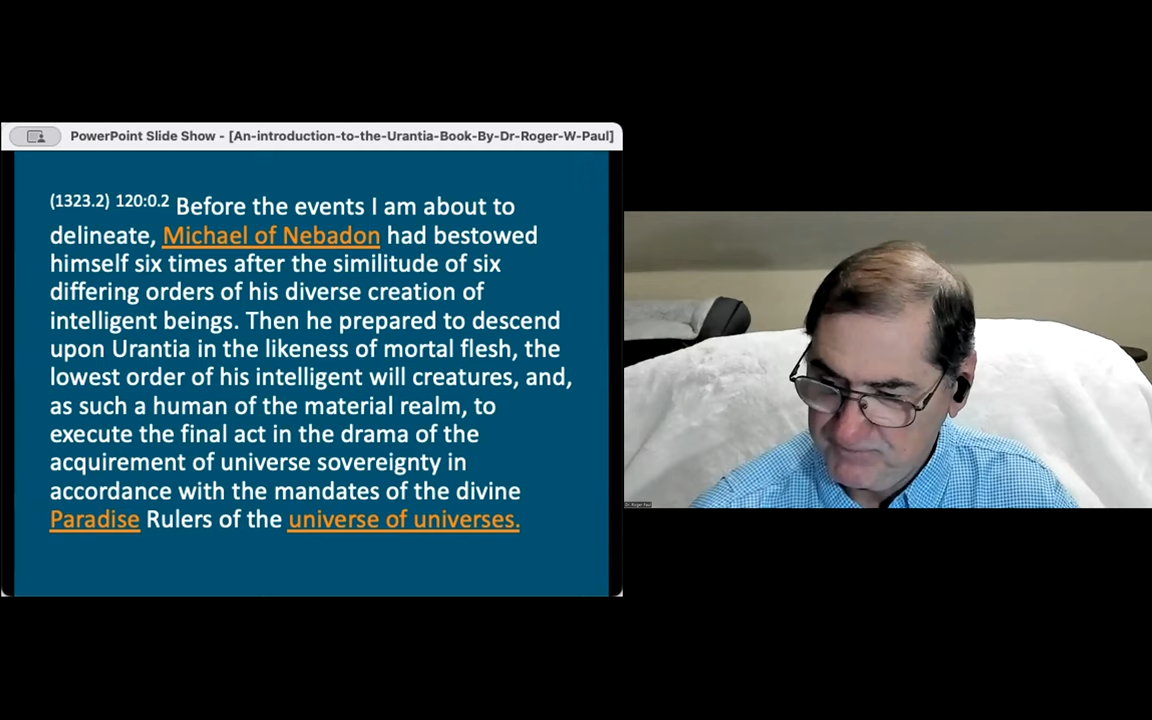 PowerPoint Slide Show - [An-introduction-to-the-Urantia-Book-By-Dr-Roger-W-Paul]
(1323.2) 120:0.2 Before the events I am about to
delineate, Michael of Nebadon had bestowed
himself six times after the similitude of six
differing orders of his diverse creation of
intelligent beings. Then he prepared to descend
upon Urantia in the likeness of mortal flesh, the
lowest order of his intelligent will creatures, and,
as such a human of the material realm, to
execute the final act in the drama of the
acquirement of universe sovereignty in
accordance with the mandates of the divine
Paradise Rulers of the universe of universes.
Dr. Roger Paul